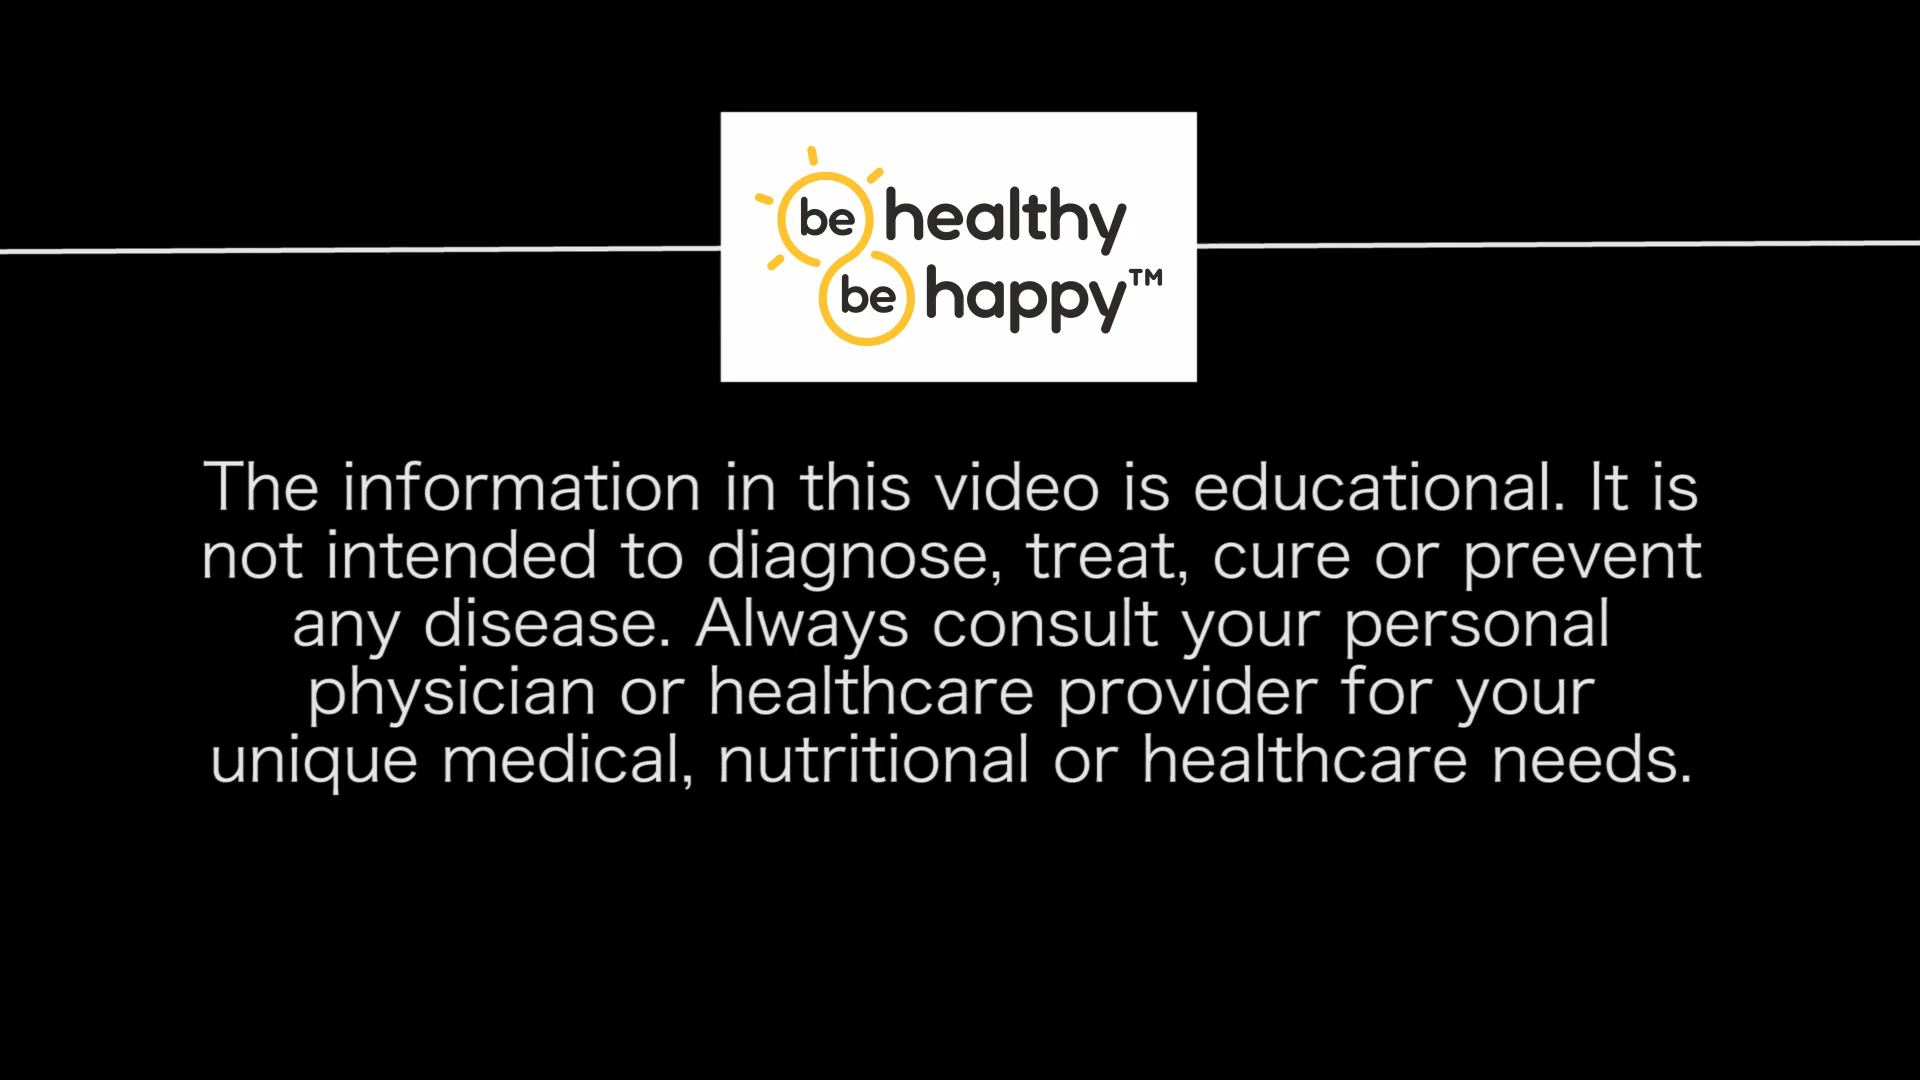 be healthy
be happy™
The information in this video is educational. It is
not intended to diagnose, treat, cure or prevent
any disease. Always consult your personal
physician or healthcare provider for your
unique medical, nutritional or healthcare needs.